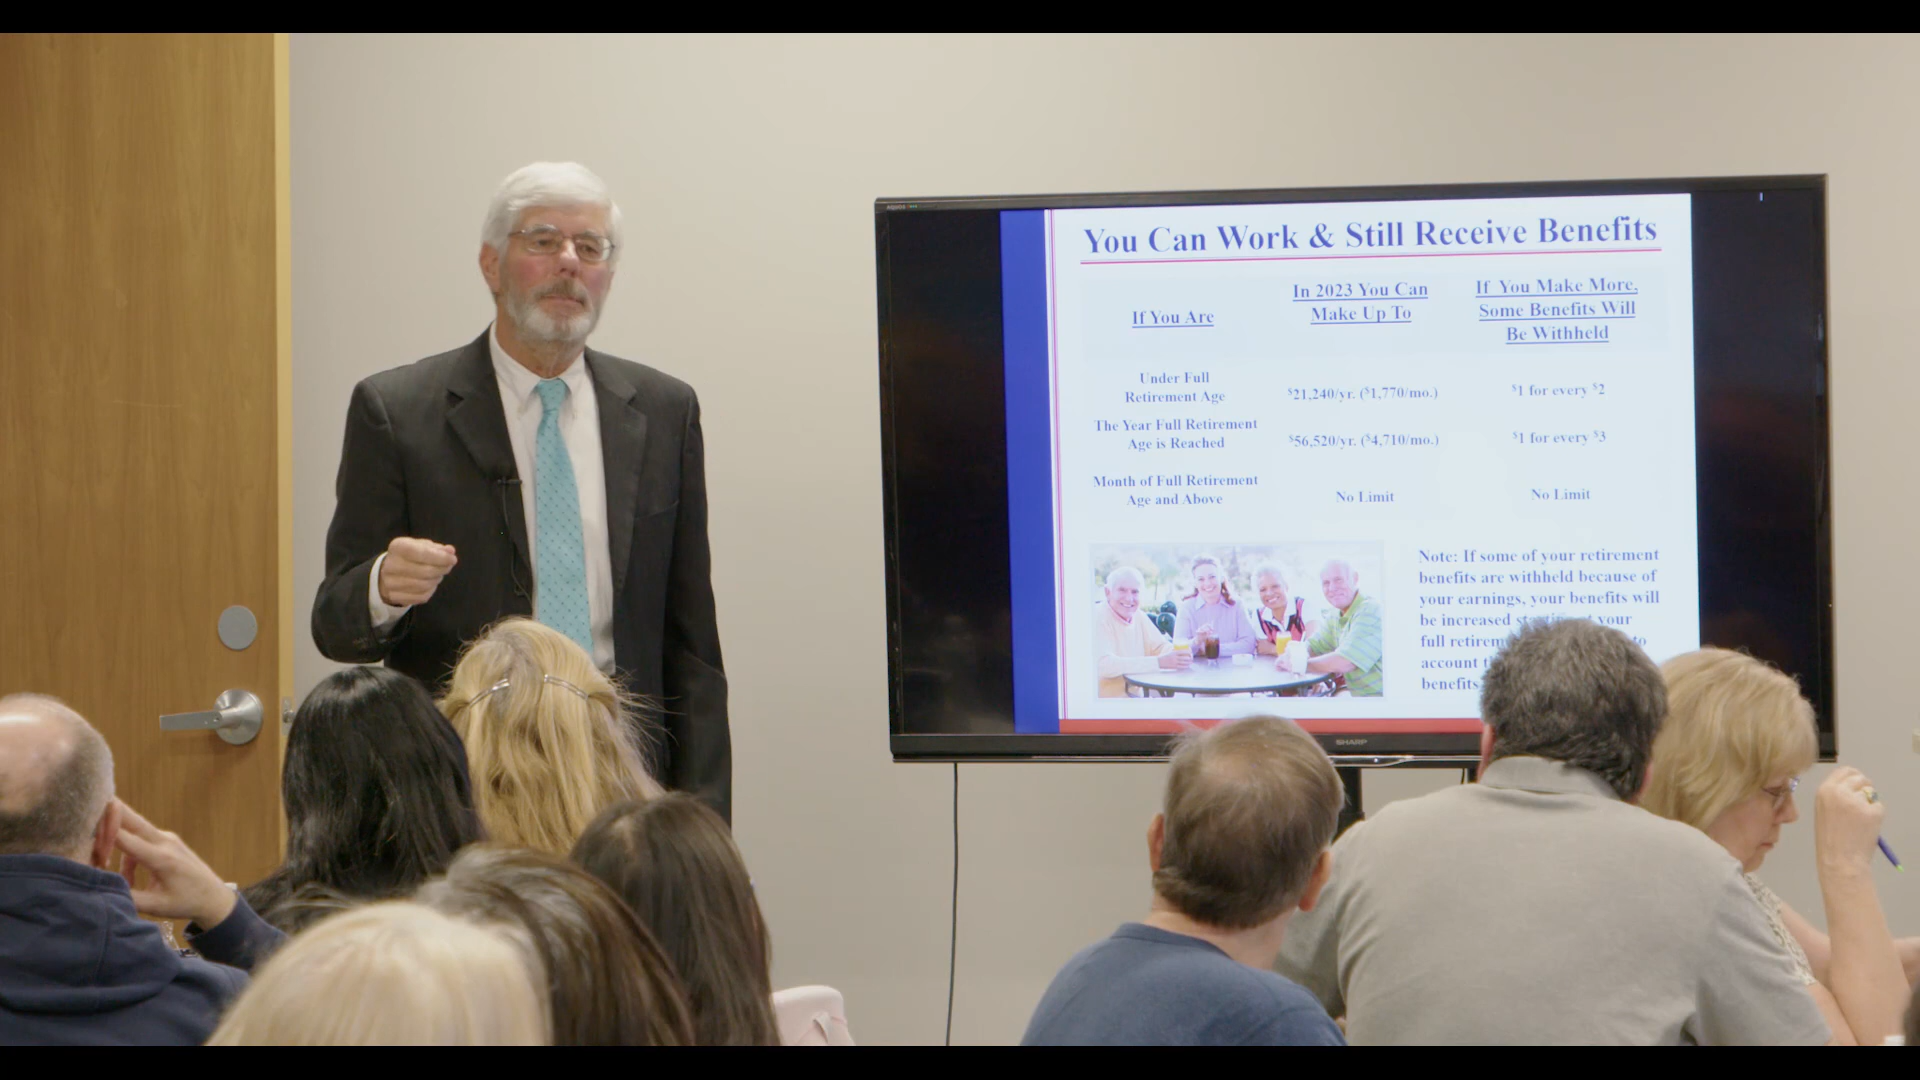 AQUOS
You Can Work & Still Receive Benefits
If You Are
In 2023 You Can
Make Up To
If You Make More,
Some Benefits Will
Be Withheld
Under Full
Retirement Age
$21,240/yr. ($1,770/mo.)
$1 for every $2
The Year Full Retirement
Age is Reached
$56,520/yr. ($4,710/mo.)
$1 for every $3
Month of Full Retirement
Age and Above
No Limit
No Limit
Note: If some of your retirement
benefits are withheld because of
your earnings, your benefits will
be increased your
full to
account
benefits
SHARP